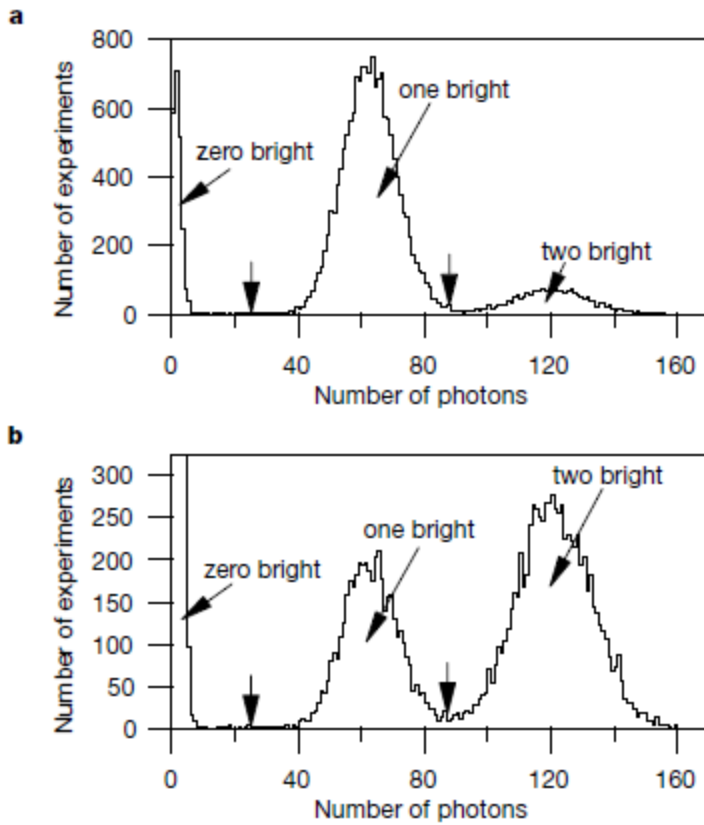 a
800
600
400
200
0
Number of experiments
zero bright
one bright
two bright
0 40 80 120 160
Number of photons
b
300
250
200
150
100
50
0
Number of experiments
zero bright
one bright
two bright
0 40 80 120 160
Number of photons